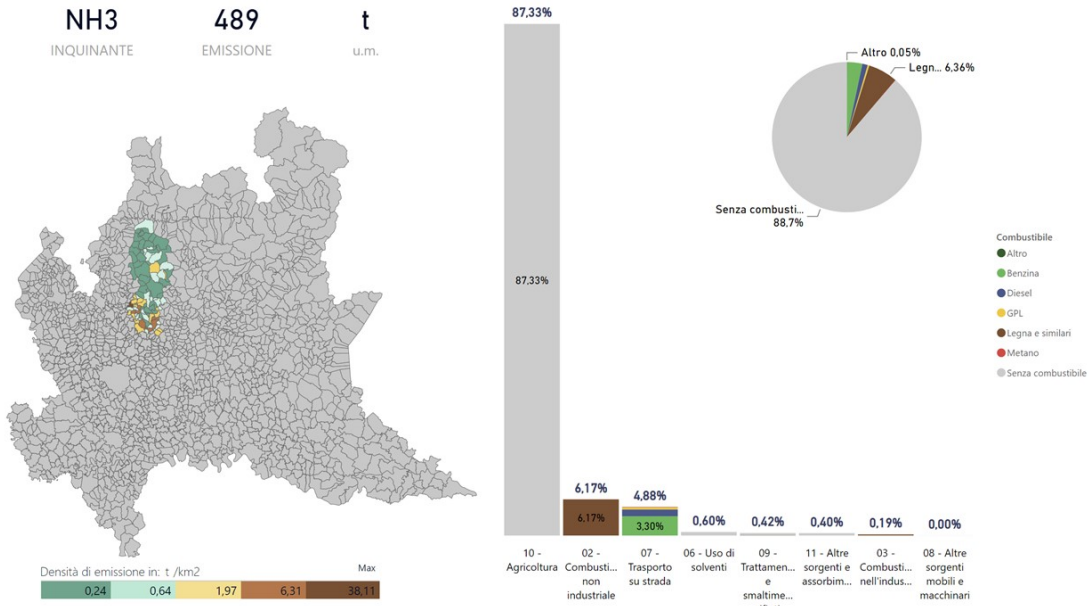 NH3
489
t
INQUINANTE
EMISSIONE
u.m.
Densità di emissione in: t /km2
Max
0,24
0,64
1,97
6,31
38,11
87,33%
87,33%
6,17%
6,17%
4,88%
3,30%
0,60%
0,42%
0,40%
0,19%
0,00%
10 -
Agricoltura
02 -
Combusti...
non
industriale
07 -
Trasporto
su strada
06 - Uso di
solventi
09 -
Trattamen...
e
smaltime...
11 - Altre
sorgenti e
assorbim...
03 -
Combusti...
nell'indus...
08 - Altre
sorgenti
mobili e
macchinari
Altro 0,05%
Legn... 6,36%
Senza combusti...
88,7%
Combustibile
Altro
Benzina
Diesel
GPL
Legna e similari
Metano
Senza combustibile